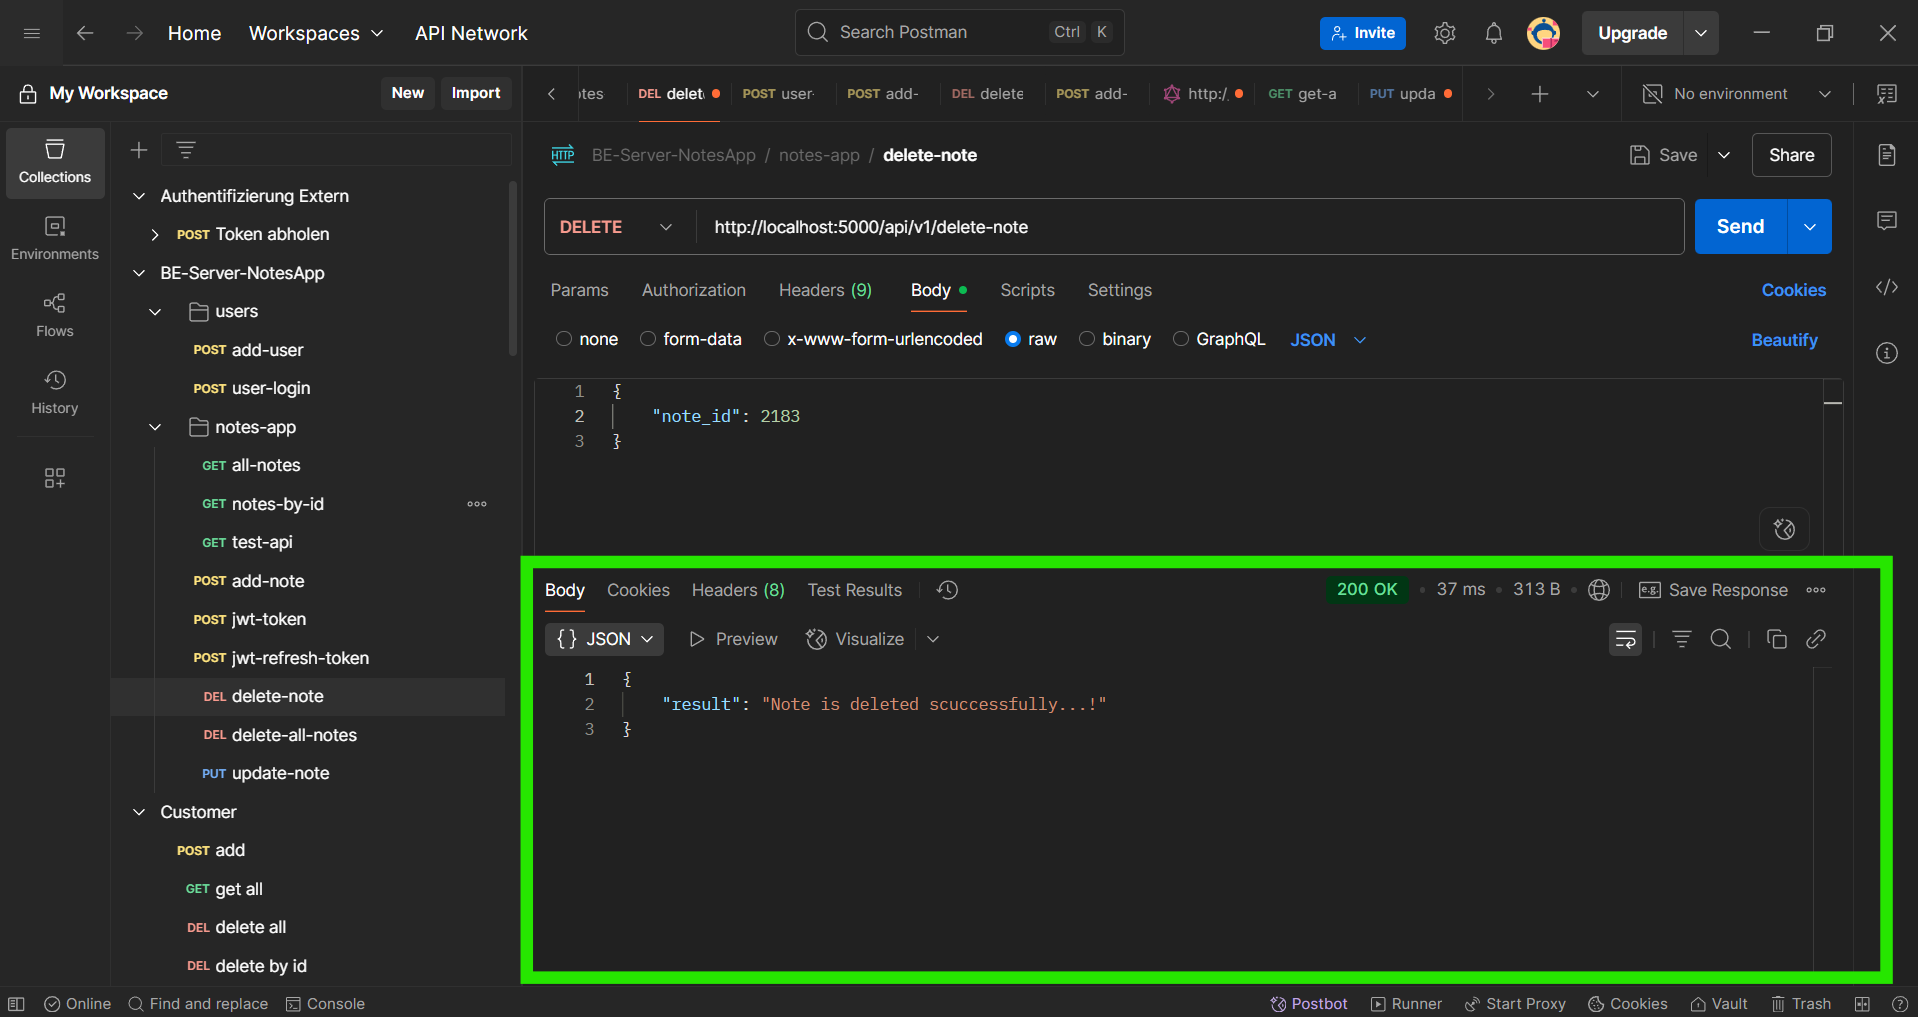 Home Workspaces API Network Search Postman Ctrl K Invite Upgrade
My Workspace New Import
otes DEL delet POST user- POST add- DEL delete POST add- http:/ GET get-a PUT upda No environment
Collections
Environments
Flows
History
Authentifizierung Extern
POST Token abholen
BE-Server-NotesApp
users
POST add-user
POST user-login
notes-app
GET all-notes
GET notes-by-id
GET test-api
POST add-note
POST jwt-token
POST jwt-refresh-token
DEL delete-note
DEL delete-all-notes
PUT update-note
Customer
POST add
GET get all
DEL delete all
DEL delete by id
HTTP BE-Server-NotesApp / notes-app / delete-note Save Share
DELETE http://localhost:5000/api/v1/delete-note Send
Params Authorization Headers (9) Body Scripts Settings Cookies
none form-data x-www-form-urlencoded raw binary GraphQL JSON Beautify
1 {
2 "note_id": 2183
3 }
Body Cookies Headers (8) Test Results 200 OK 37 ms 313 B e.g. Save Response
{} JSON Preview Visualize
1 {
2 "result": "Note is deleted scuccessfully...!"
3 }
Online Find and replace Console Postbot Runner Start Proxy Cookies Vault Trash